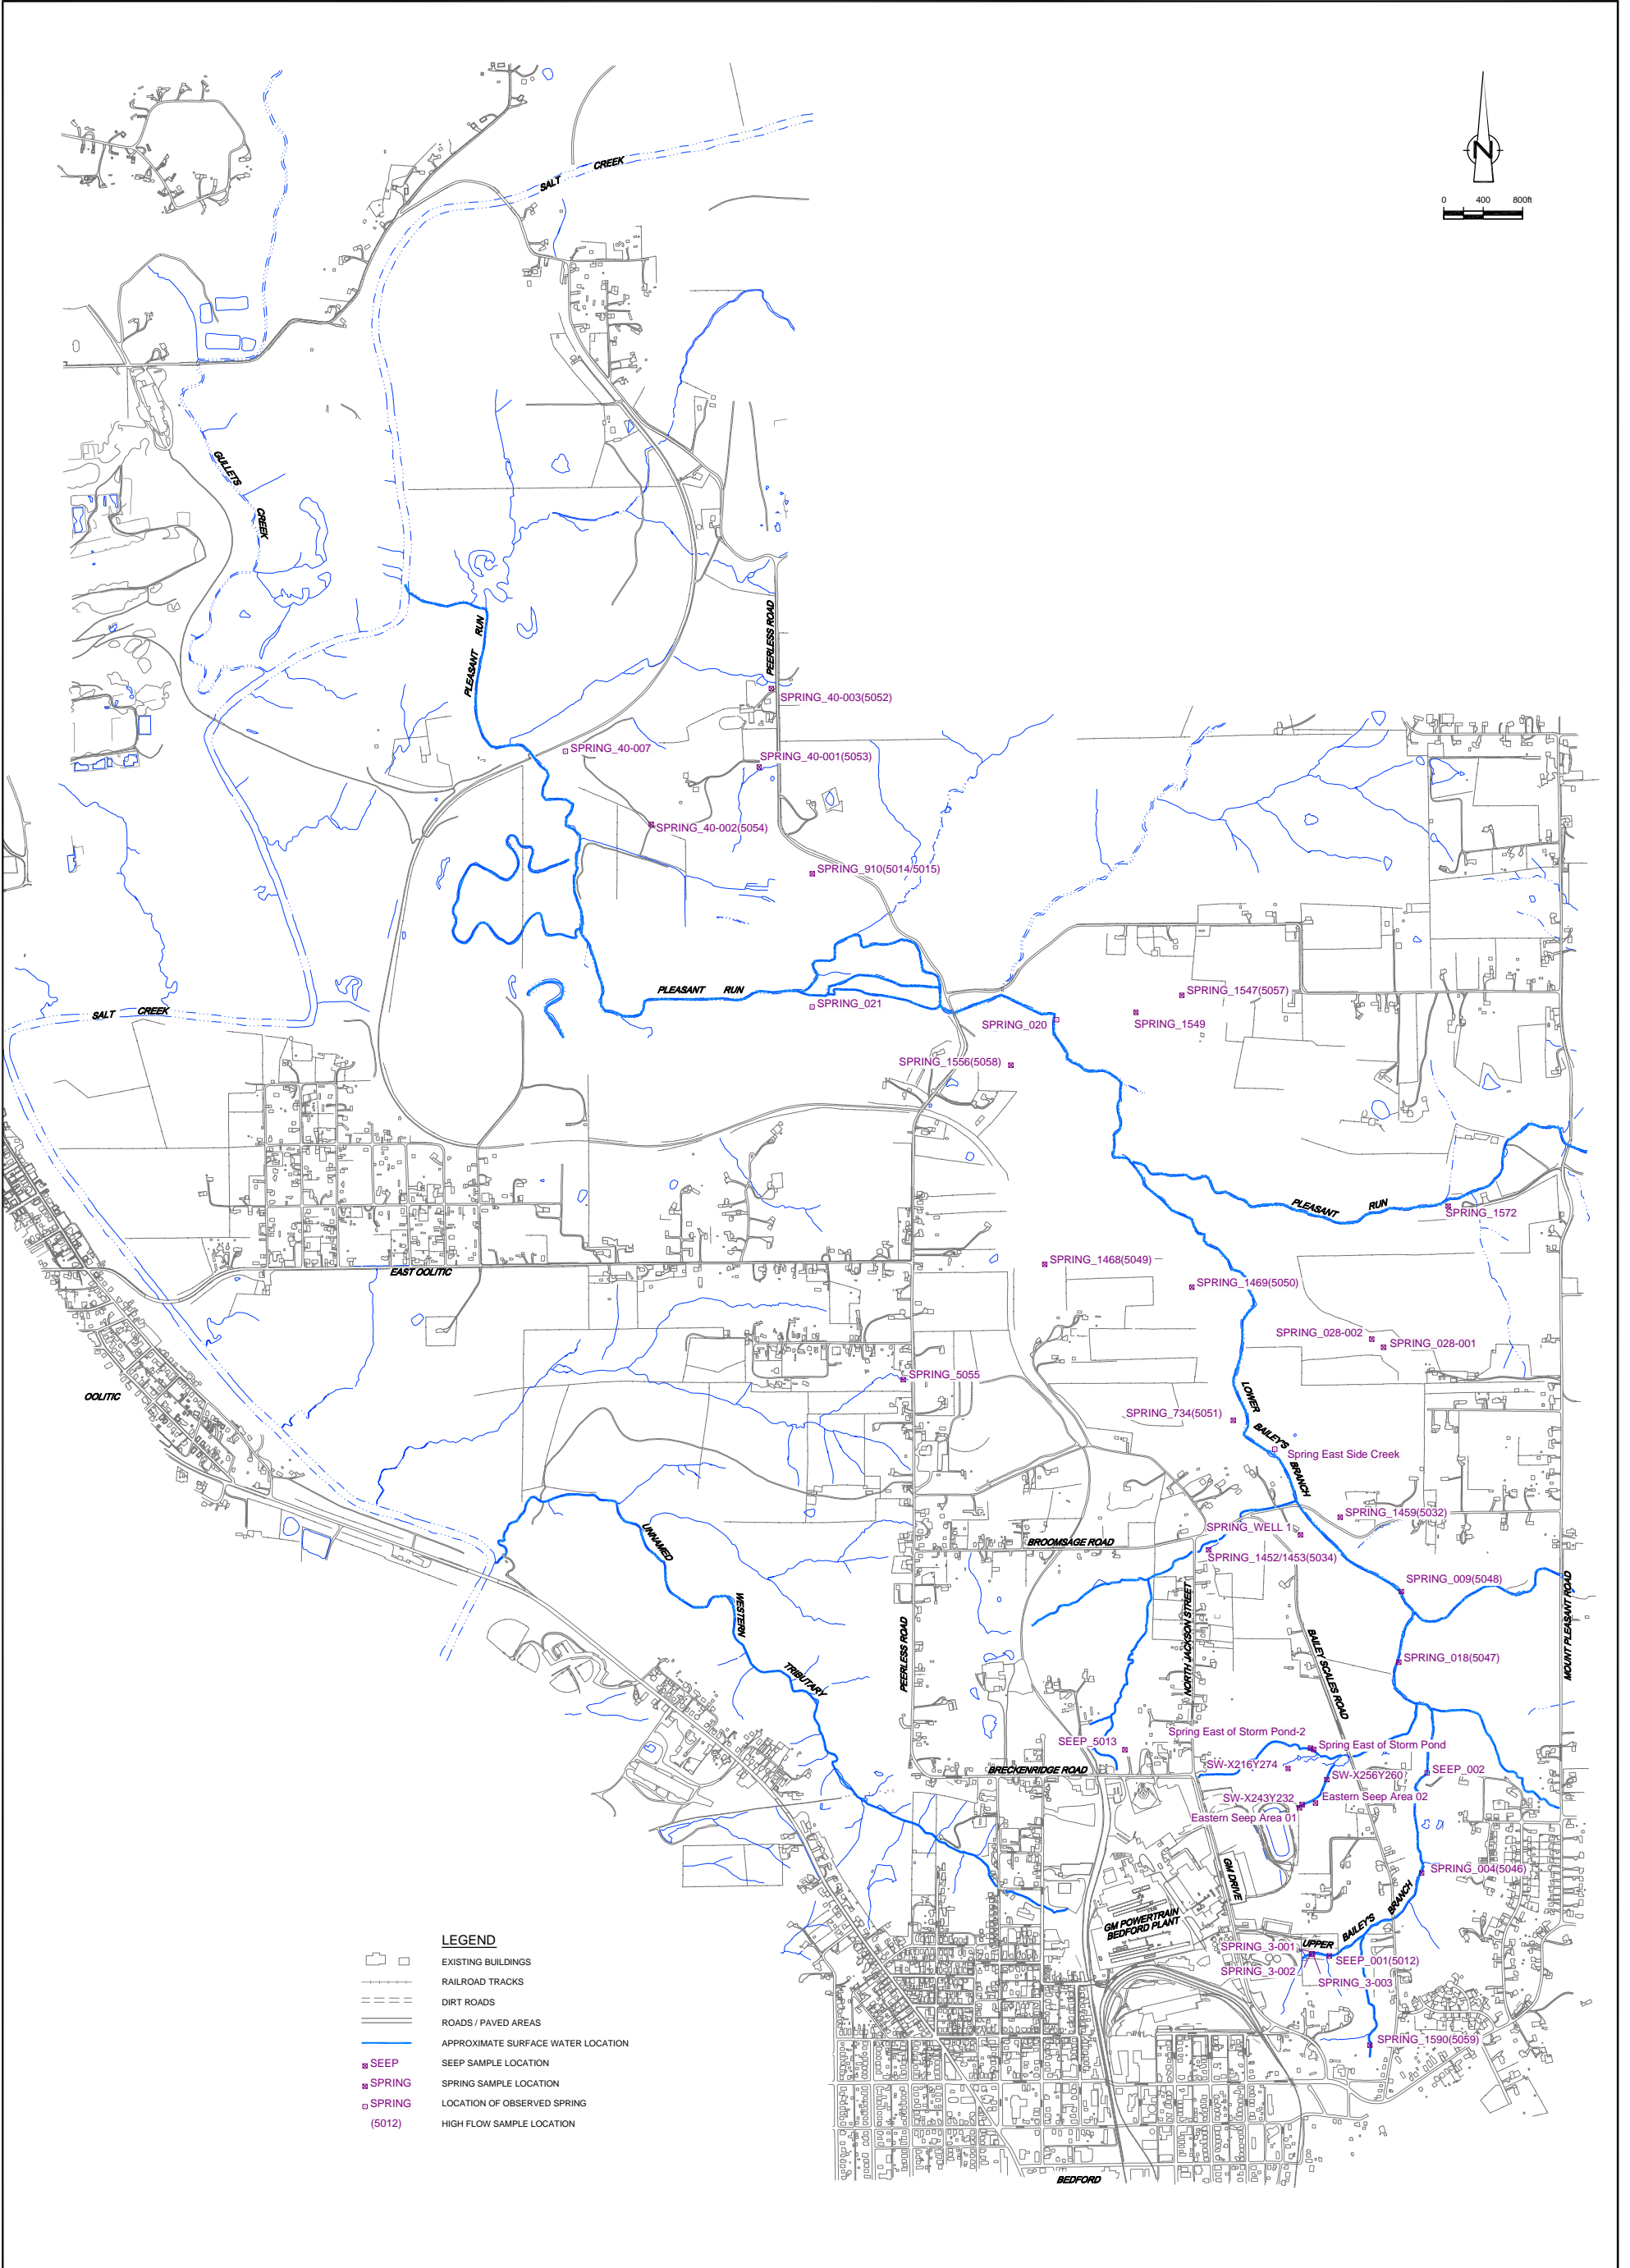 SALT CREEK
N
0 400 800ft
GULLETS CREEK
PLEASANT RUN
PEERLESS ROAD
SPRING_40-003(5052)
SPRING_40-007
SPRING_40-001(5053)
SPRING_40-002(5054)
SPRING_910(5014/5015)
PLEASANT RUN
SPRING_021
SPRING_1547(5057)
SPRING_1549
SPRING_020
SALT CREEK
SPRING_1556(5058)
PLEASANT RUN
SPRING_1572
EAST OOLITIC
SPRING_1468(5049)
SPRING_1469(5050)
SPRING_028-002
SPRING_028-001
OOLITIC
SPRING_5055
LOWER BAILEY'S BRANCH
SPRING_734(5051)
Spring East Side Creek
SPRING_1459(5032)
SPRING_WELL 1
BROOMSAGE ROAD
SPRING_1452/1453(5034)
UNNAMED WESTERN TRIBUTARY
SPRING_009(5048)
MOUNT PLEASANT ROAD
PEERLESS ROAD
NORTH JACKSON STREET
BAILEY SCALES ROAD
SPRING_018(5047)
Spring East of Storm Pond-2
SEEP_5013
Spring East of Storm Pond
SW-X216Y274
BRECKENRIDGE ROAD
SEEP_002
SW-X256Y260
SW-X243Y232
Eastern Seep Area 02
Eastern Seep Area 01
GM DRIVE
SPRING_004(5046)
GM POWERTRAIN
BEDFORD PLANT
UPPER BAILEY'S BRANCH
SPRING_3-001
SEEP_001(5012)
SPRING_3-002
SPRING_3-003
SPRING_1590(5059)
BEDFORD
LEGEND
EXISTING BUILDINGS
RAILROAD TRACKS
DIRT ROADS
ROADS / PAVED AREAS
APPROXIMATE SURFACE WATER LOCATION
SEEP SEEP SAMPLE LOCATION
SPRING SPRING SAMPLE LOCATION
SPRING LOCATION OF OBSERVED SPRING
(5012) HIGH FLOW SAMPLE LOCATION